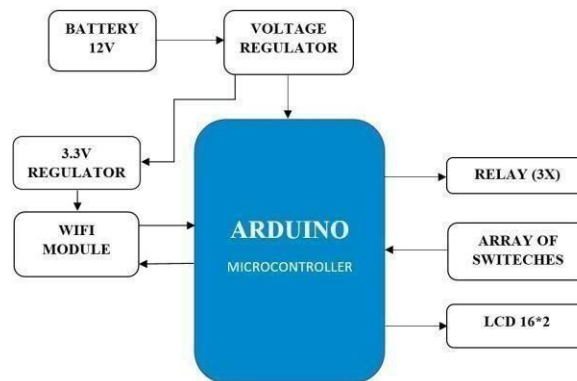 BATTERY
12V
VOLTAGE
REGULATOR
3.3V
REGULATOR
WIFI
MODULE
ARDUINO
MICROCONTROLLER
RELAY (3X)
ARRAY OF
SWITECHES
LCD 16*2